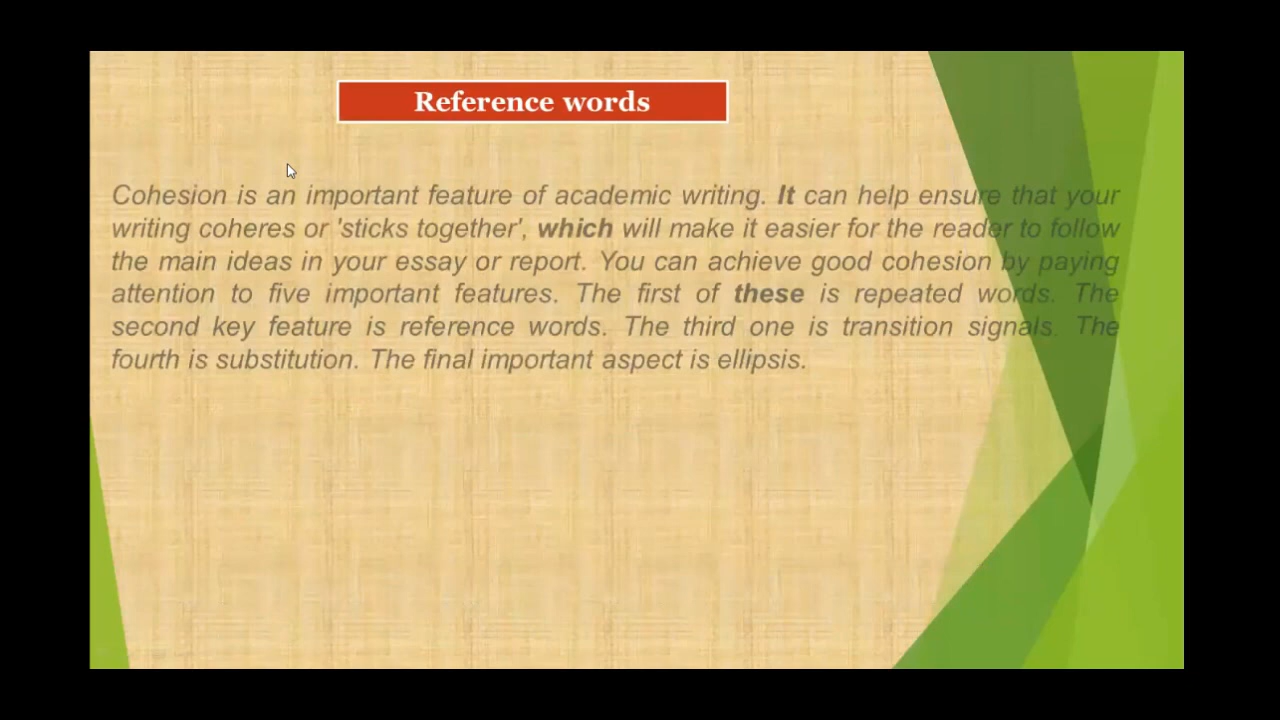 Reference words
Cohesion is an important feature of academic writing. It can help ensure that your
writing coheres or 'sticks together', which will make it easier for the reader to follow
the main ideas in your essay or report. You can achieve good cohesion by paying
attention to five important features. The first of these is repeated words. The
second key feature is reference words. The third one is transition signals. The
fourth is substitution. The final important aspect is ellipsis.